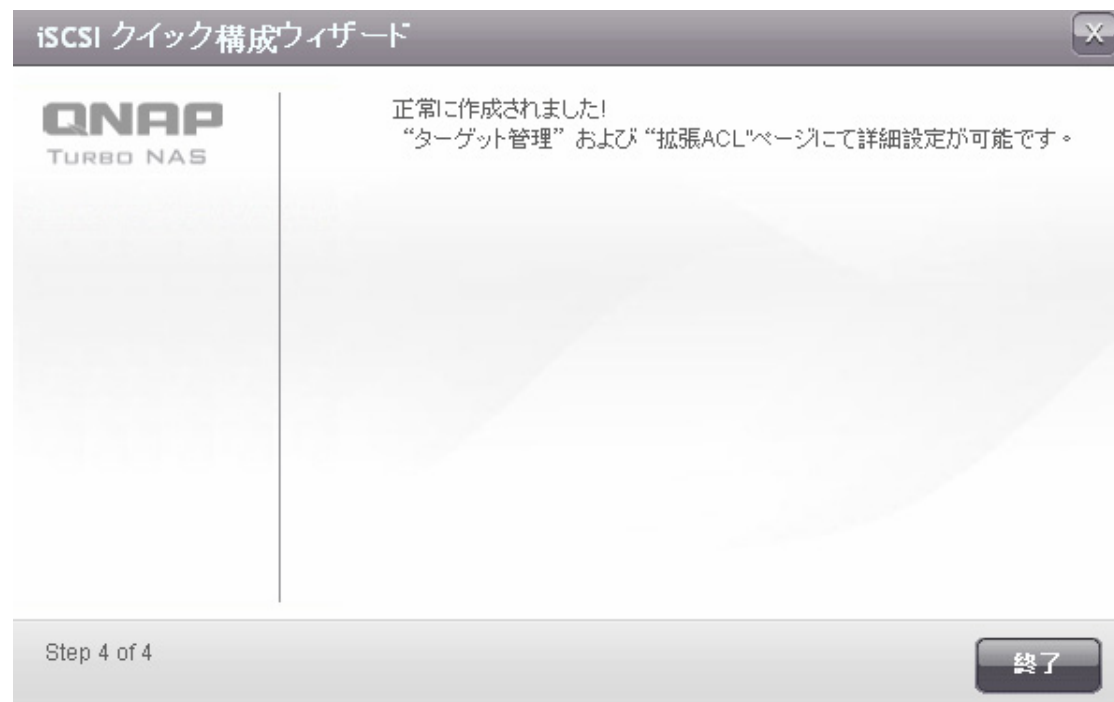 iSCSI クイック構成ウィザード
X
QNAP
TURBO NAS
正常に作成されました!
“ターゲット管理” および “拡張ACL"ページにて詳細設定が可能です。
Step 4 of 4
終了